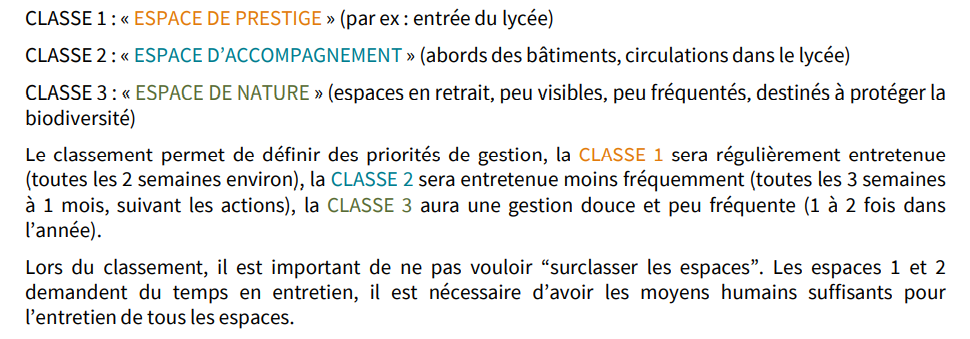 CLASSE 1 : « ESPACE DE PRESTIGE » (par ex : entrée du lycée)
CLASSE 2 : « ESPACE D’ACCOMPAGNEMENT » (abords des bâtiments, circulations dans le lycée)
CLASSE 3 : « ESPACE DE NATURE » (espaces en retrait, peu visibles, peu fréquentés, destinés à protéger la
biodiversité)
Le classement permet de définir des priorités de gestion, la CLASSE 1 sera régulièrement entretenue
(toutes les 2 semaines environ), la CLASSE 2 sera entretenue moins fréquemment (toutes les 3 semaines
à 1 mois, suivant les actions), la CLASSE 3 aura une gestion douce et peu fréquente (1 à 2 fois dans
l’année).
Lors du classement, il est important de ne pas vouloir “surclasser les espaces”. Les espaces 1 et 2
demandent du temps en entretien, il est nécessaire d’avoir les moyens humains suffisants pour
l’entretien de tous les espaces.